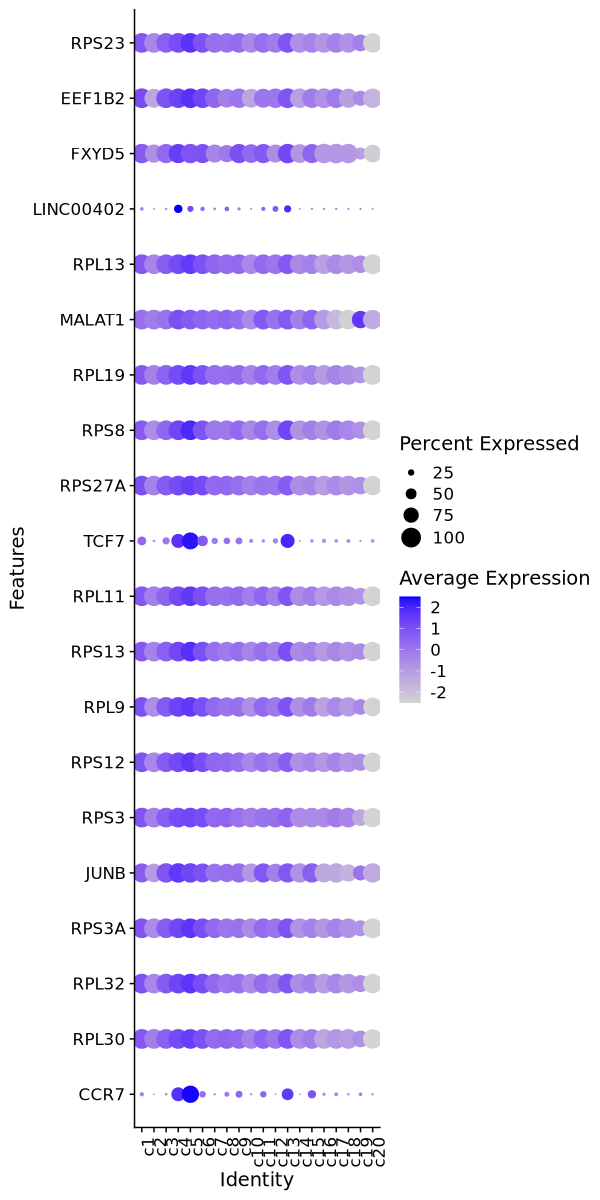 RPS23
EEF1B2
FXYD5
LINC00402
RPL13
MALAT1
RPL19
RPS8
RPS27A
TCF7
RPL11
RPS13
RPL9
RPS12
RPS3
JUNB
RPS3A
RPL32
RPL30
CCR7
Features
c1
c2
c3
c4
c5
c6
c7
c8
c9
c10
c11
c12
c13
c14
c15
c16
c17
c18
c19
c20
Identity
Percent Expressed
25
50
75
100
Average Expression
2
1
0
-1
-2